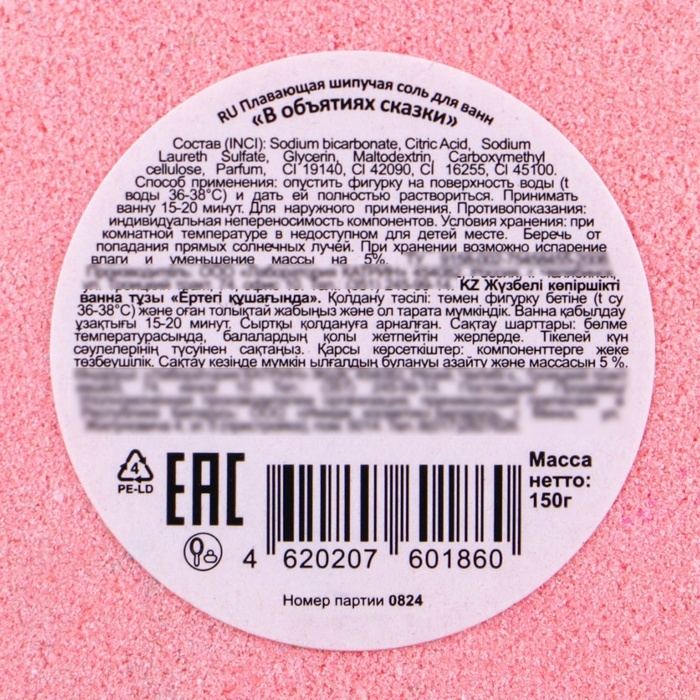 RU Плавающая шипучая соль для ванн
«В объятиях сказки»
Состав (INCI): Sodium bicarbonate, Citric Acid, Sodium
Laureth Sulfate, Glycerin, Maltodextrin, Carboxymethyl
cellulose, Parfum, CI 19140, CI 42090, CI 16255, CI 45100.
Способ применения: опустить фигурку на поверхность воды (t
воды 36-38°С) и дать ей полностью раствориться. Принимать
ванну 15-20 минут. Для наружного применения. Противопоказания:
индивидуальная непереносимость компонентов. Условия хранения: при
комнатной температуре в недоступном для детей месте. Беречь от
попадания прямых солнечных лучей. При хранении возможно испарение
влаги и уменьшение массы на 5%.
KZ Жүзбелі көпіршікті
ванна тұзы «Ертегі құшағында». Қолдану тәсілі: төмен фигурку бетіне (t су
36-38°С) және оған толықтай жабыңыз және ол тарата мүмкіндік. Ванна қабылдау
ұзақтығы 15-20 минут. Сыртқы қолдануға арналған. Сақтау шарттары: бөлме
температурасында, балалардың қолы жетпейтін жерлерде. Тікелей күн
сәулелерінің түсуінен сақтаңыз. Қарсы көрсеткіштер: компоненттерге жеке
төзбеушілік. Сақтау кезінде мүмкін ылғалдың булануы азайту және массасын 5 %.
Масса
нетто:
150г
4
PE-LD
EAC
4 620207 601860
Номер партии 0824